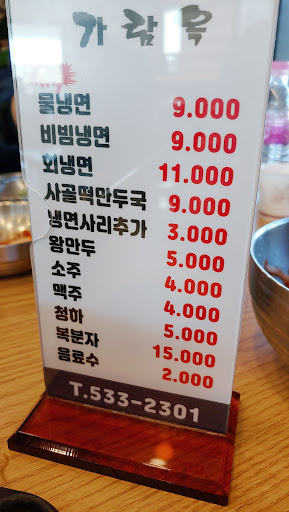 가람옥
물냉면 9.000
비빔냉면 9.000
회냉면 11.000
사골떡만두국 9.000
냉면사리추가 3.000
왕만두 5.000
소주 4.000
맥주 4.000
청하 5.000
복분자 15.000
음료수 2.000
T.533-2301